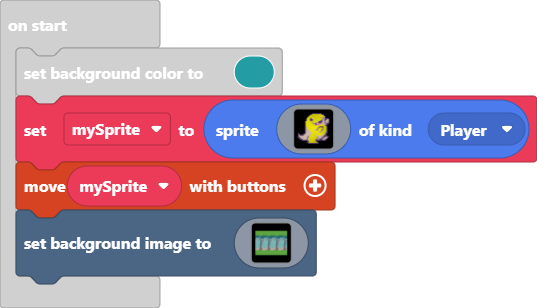 on start
set background color to
set mySprite to sprite of kind Player
move mySprite with buttons
set background image to